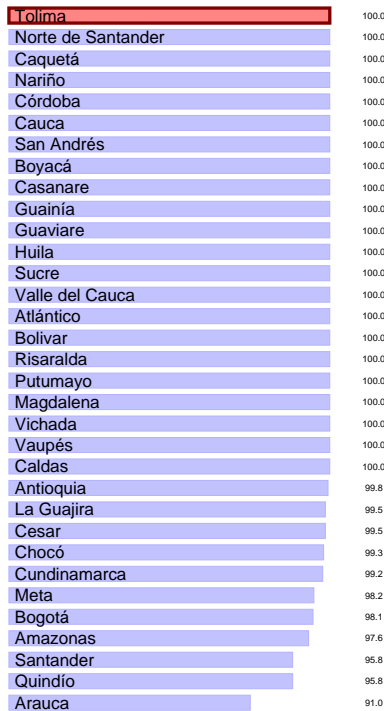 Tolima 100.0
Norte de Santander 100.0
Caquetá 100.0
Nariño 100.0
Córdoba 100.0
Cauca 100.0
San Andrés 100.0
Boyacá 100.0
Casanare 100.0
Guainía 100.0
Guaviare 100.0
Huila 100.0
Sucre 100.0
Valle del Cauca 100.0
Atlántico 100.0
Bolivar 100.0
Risaralda 100.0
Putumayo 100.0
Magdalena 100.0
Vichada 100.0
Vaupés 100.0
Caldas 100.0
Antioquia 99.8
La Guajira 99.5
Cesar 99.5
Chocó 99.3
Cundinamarca 99.2
Meta 98.2
Bogotá 98.1
Amazonas 97.6
Santander 95.8
Quindío 95.8
Arauca 91.0